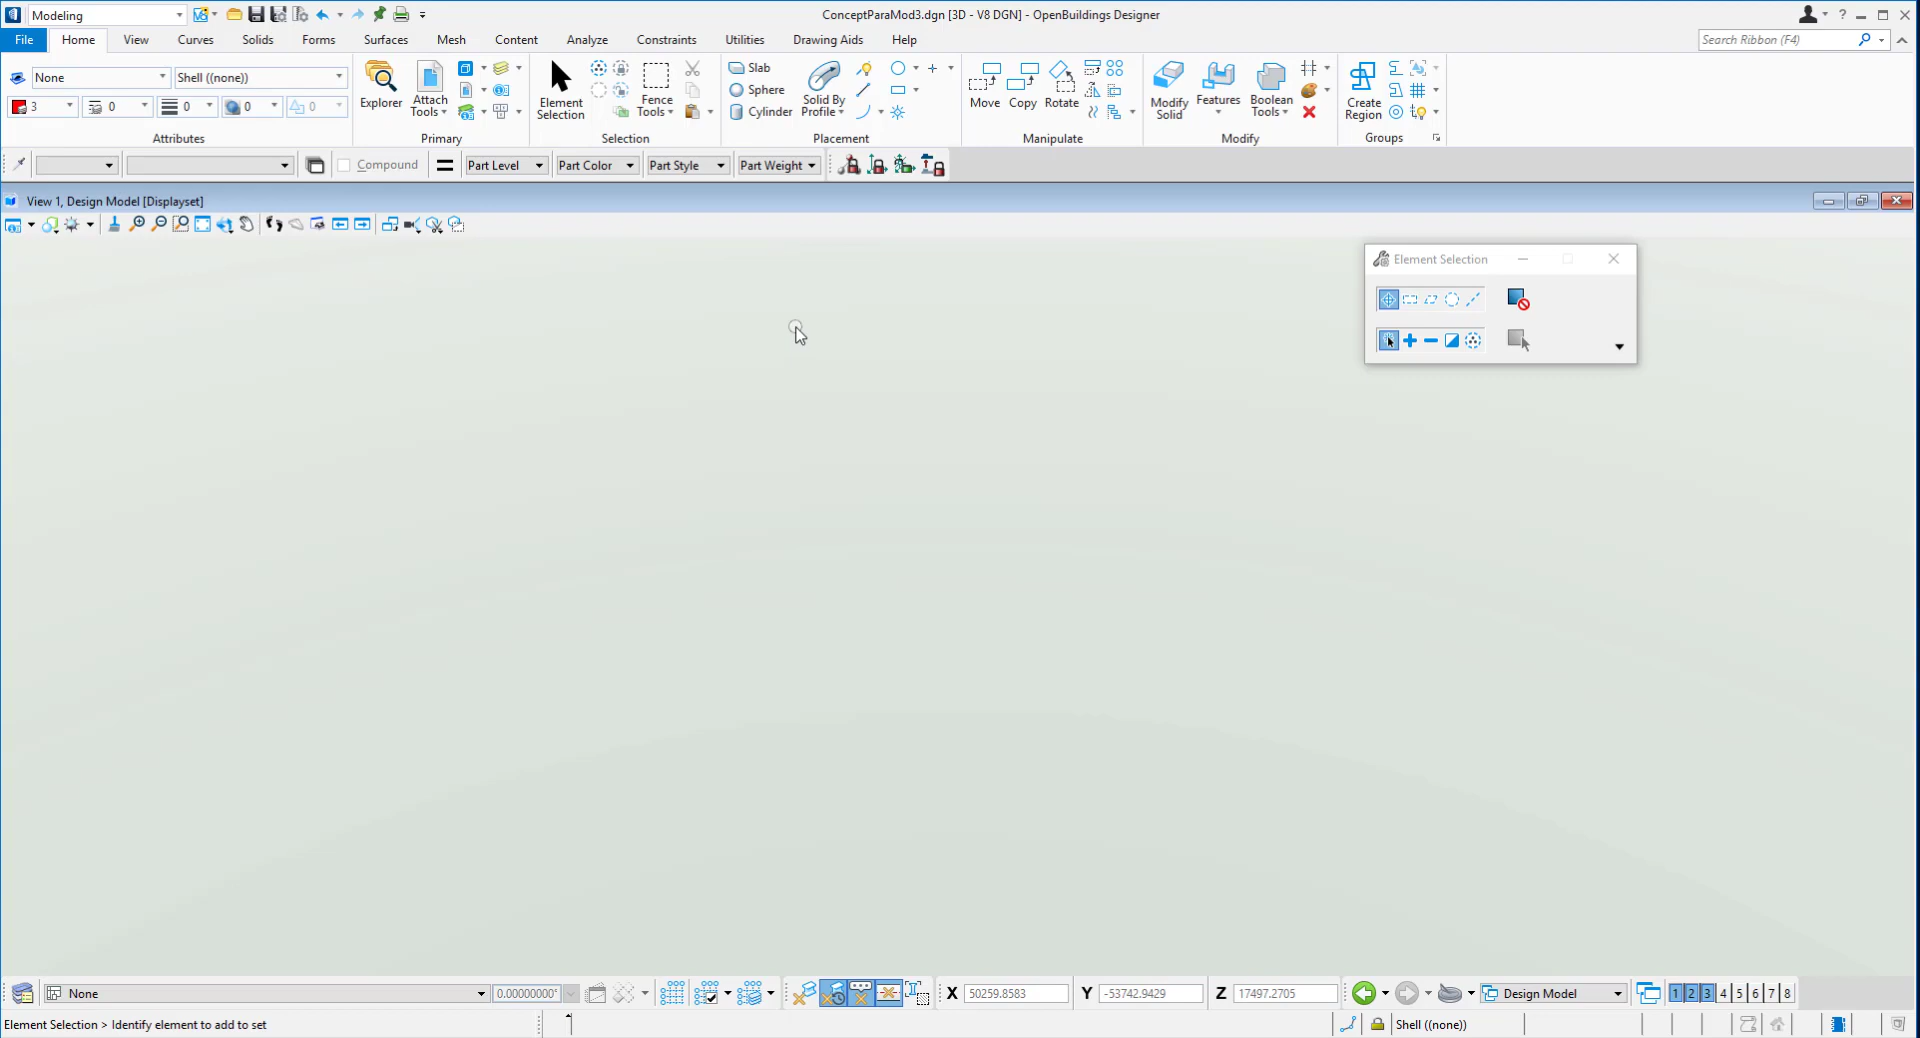 Modeling
ConceptParaMod3.dgn [3D - V8 DGN] - OpenBuildings Designer
File Home View Curves Solids Forms Surfaces Mesh Content Analyze Constraints Utilities Drawing Aids Help
Search Ribbon (F4)
None Shell ((none))
3 0 0 0 0
Attributes
Explorer
Attach Tools
Primary
Element Selection
Fence Tools
Selection
Slab
Sphere
Cylinder
Solid By Profile
Placement
Move Copy Rotate
Manipulate
Modify Solid
Features
Boolean Tools
Modify
Create Region
Groups
Compound
Part Level Part Color Part Style Part Weight
View 1, Design Model [Displayset]
Element Selection
None
0.00000000°
X 50259.8583 Y -53742.9429 Z 17497.2705
Design Model
1 2 3 4 5 6 7 8
Element Selection > Identify element to add to set
Shell ((none))